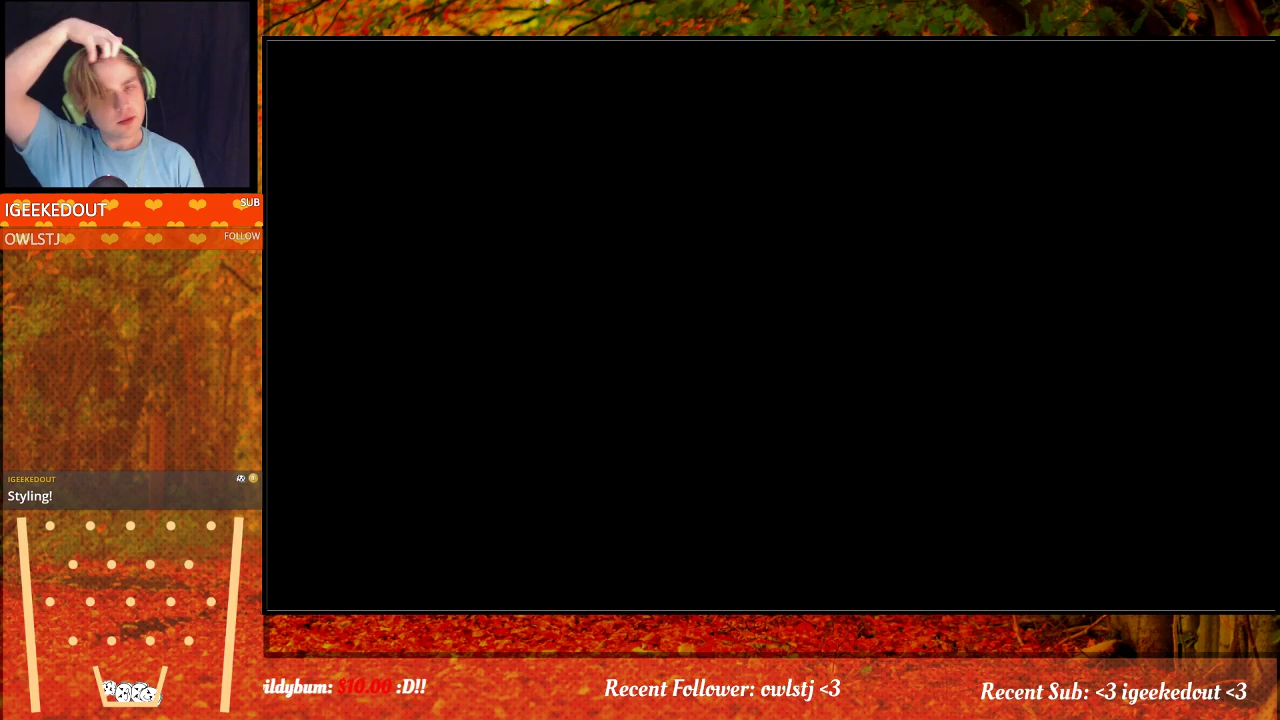 IGEEKEDOUT
SUB
OWLSTJ
FOLLOW
IGEEKEDOUT
Styling!
ildybum: $10.00 :D!!
Recent Follower: owlstj <3
Recent Sub: <3 igeekedout <3